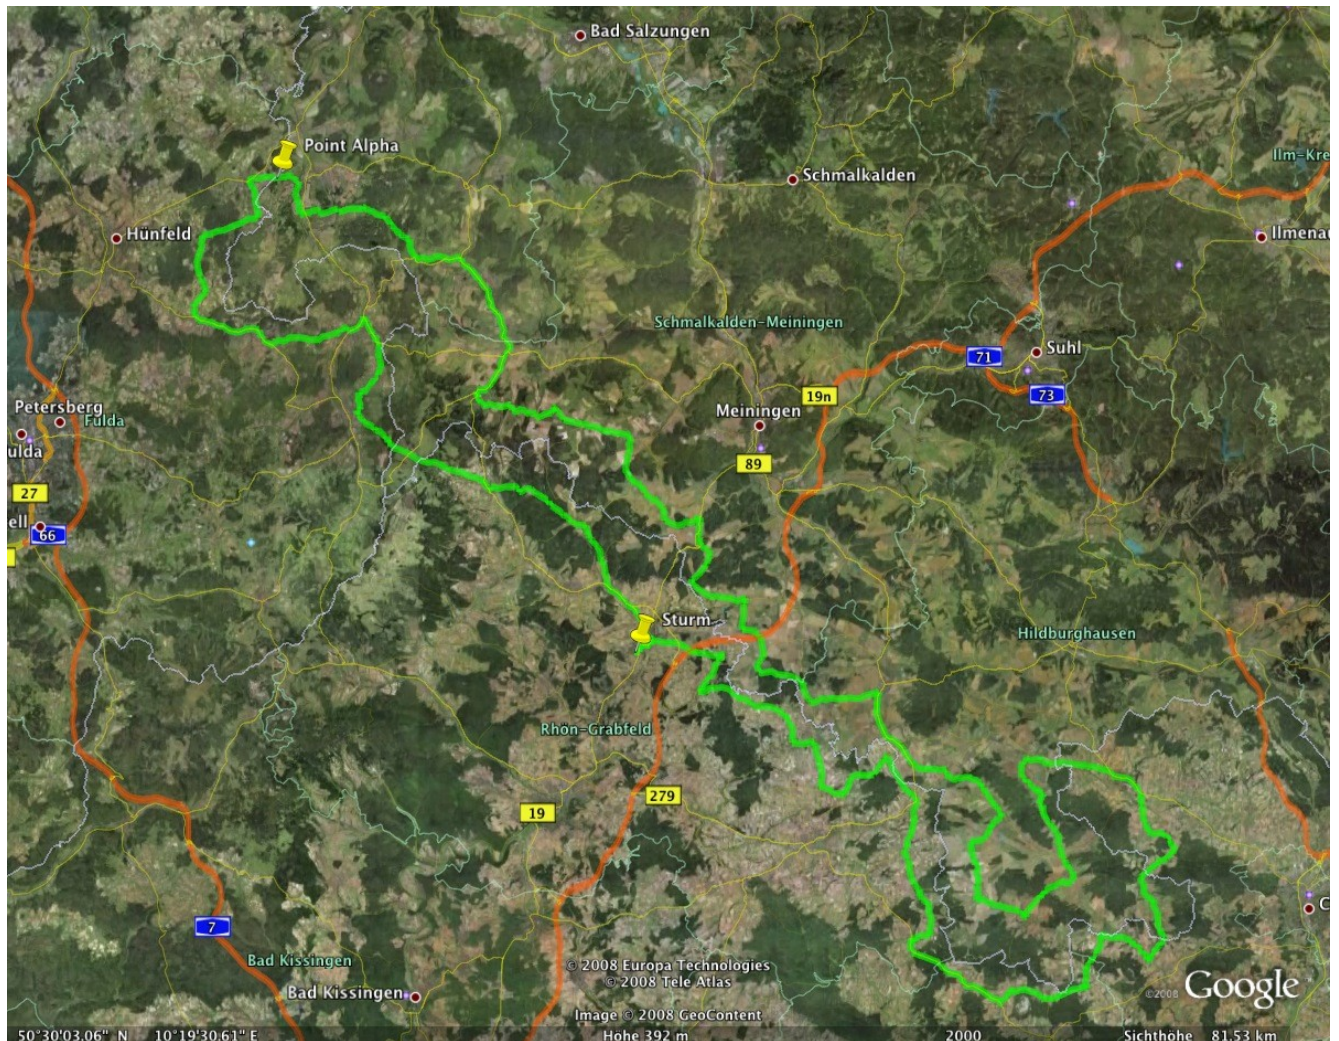 Bad Salzungen
Point Alpha
Ilm-Kre
Schmalkalden
Hünfeld
Ilmenau
Schmalkalden-Meiningen
71
Suhl
73
19n
Petersberg
Fulda
ulda
Meiningen
89
27
ell
66
Sturm
Hildburghausen
Rhön-Grabfeld
279
19
7
C
Bad Kissingen
Bad Kissingen
© 2008 Europa Technologies
© 2008 Tele Atlas
Image © 2008 GeoContent
©2008 Google
50°30'03.06" N 10°19'30.61" E Höhe 392 m 2000 Sichthöhe 81.53 km